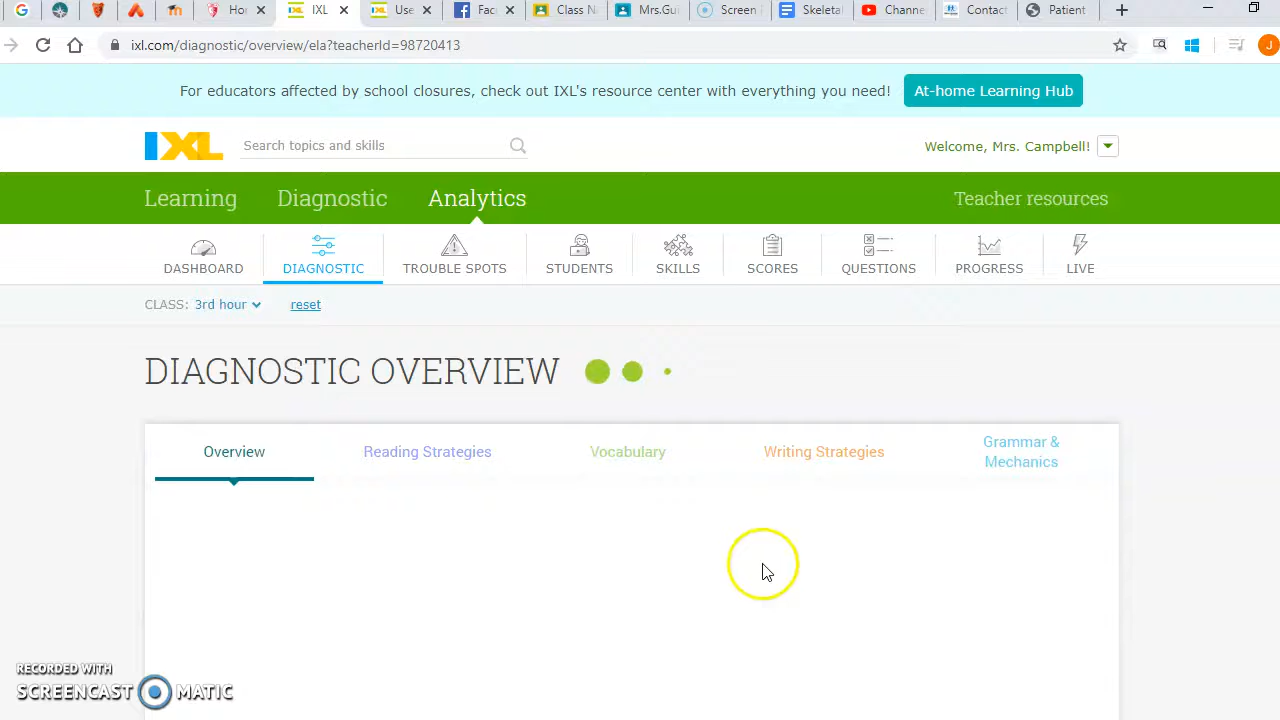 Hor
IXL
Use
Fac
Class N
Mrs.Gui
Screen
Skeleta
Channe
Contact
Patient
ixl.com/diagnostic/overview/ela?teacherId=98720413
J
For educators affected by school closures, check out IXL's resource center with everything you need!
At-home Learning Hub
IXL
Search topics and skills
Welcome, Mrs. Campbell!
Learning
Diagnostic
Analytics
Teacher resources
DASHBOARD
DIAGNOSTIC
TROUBLE SPOTS
STUDENTS
SKILLS
SCORES
QUESTIONS
PROGRESS
LIVE
CLASS: 3rd hour
reset
DIAGNOSTIC OVERVIEW
Overview
Reading Strategies
Vocabulary
Writing Strategies
Grammar &
Mechanics
RECORDED WITH
SCREENCAST MATIC